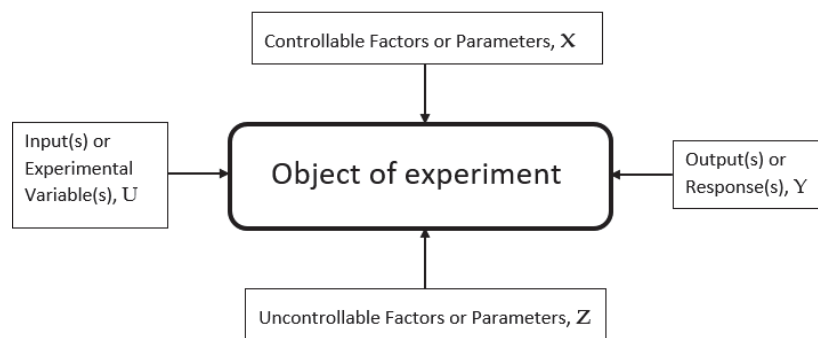 Controllable Factors or Parameters, X
Input(s) or
Experimental
Variable(s), U
Object of experiment
Output(s) or
Response(s), Y
Uncontrollable Factors or Parameters, Z